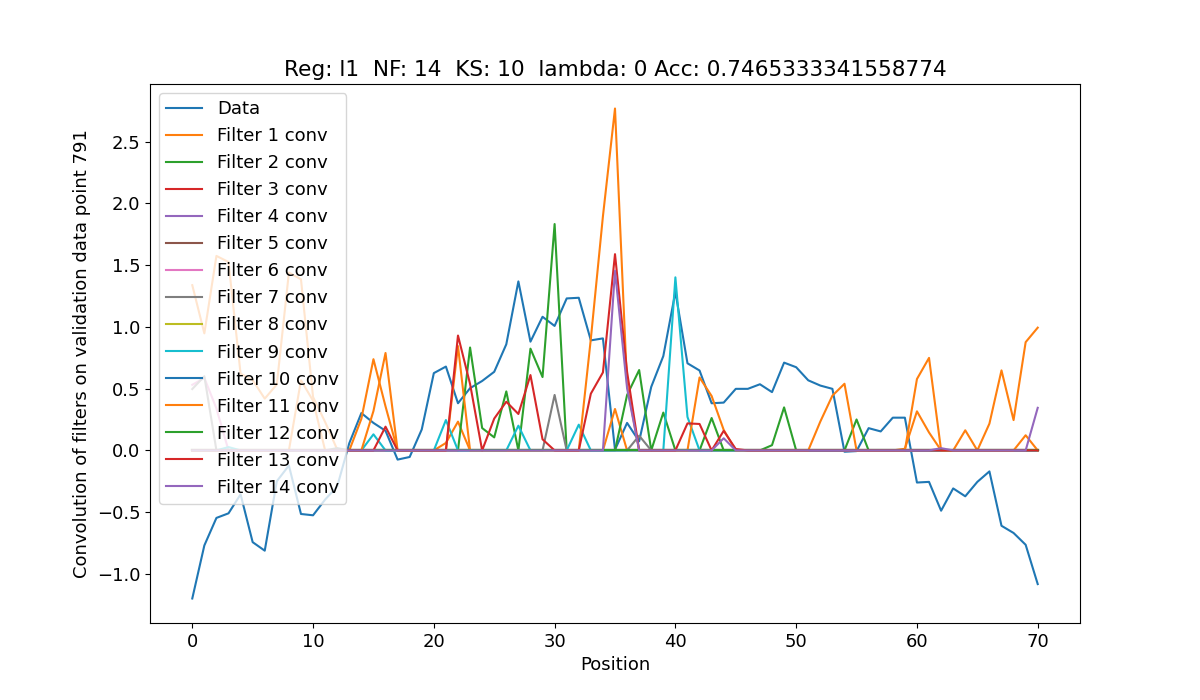 Reg: l1  NF: 14  KS: 10  lambda: 0 Acc: 0.7465333341558774
Convolution of filters on validation data point 791
2.5
2.0
1.5
1.0
0.5
0.0
−0.5
−1.0
Data
Filter 1 conv
Filter 2 conv
Filter 3 conv
Filter 4 conv
Filter 5 conv
Filter 6 conv
Filter 7 conv
Filter 8 conv
Filter 9 conv
Filter 10 conv
Filter 11 conv
Filter 12 conv
Filter 13 conv
Filter 14 conv
0 10 20 30 40 50 60 70
Position